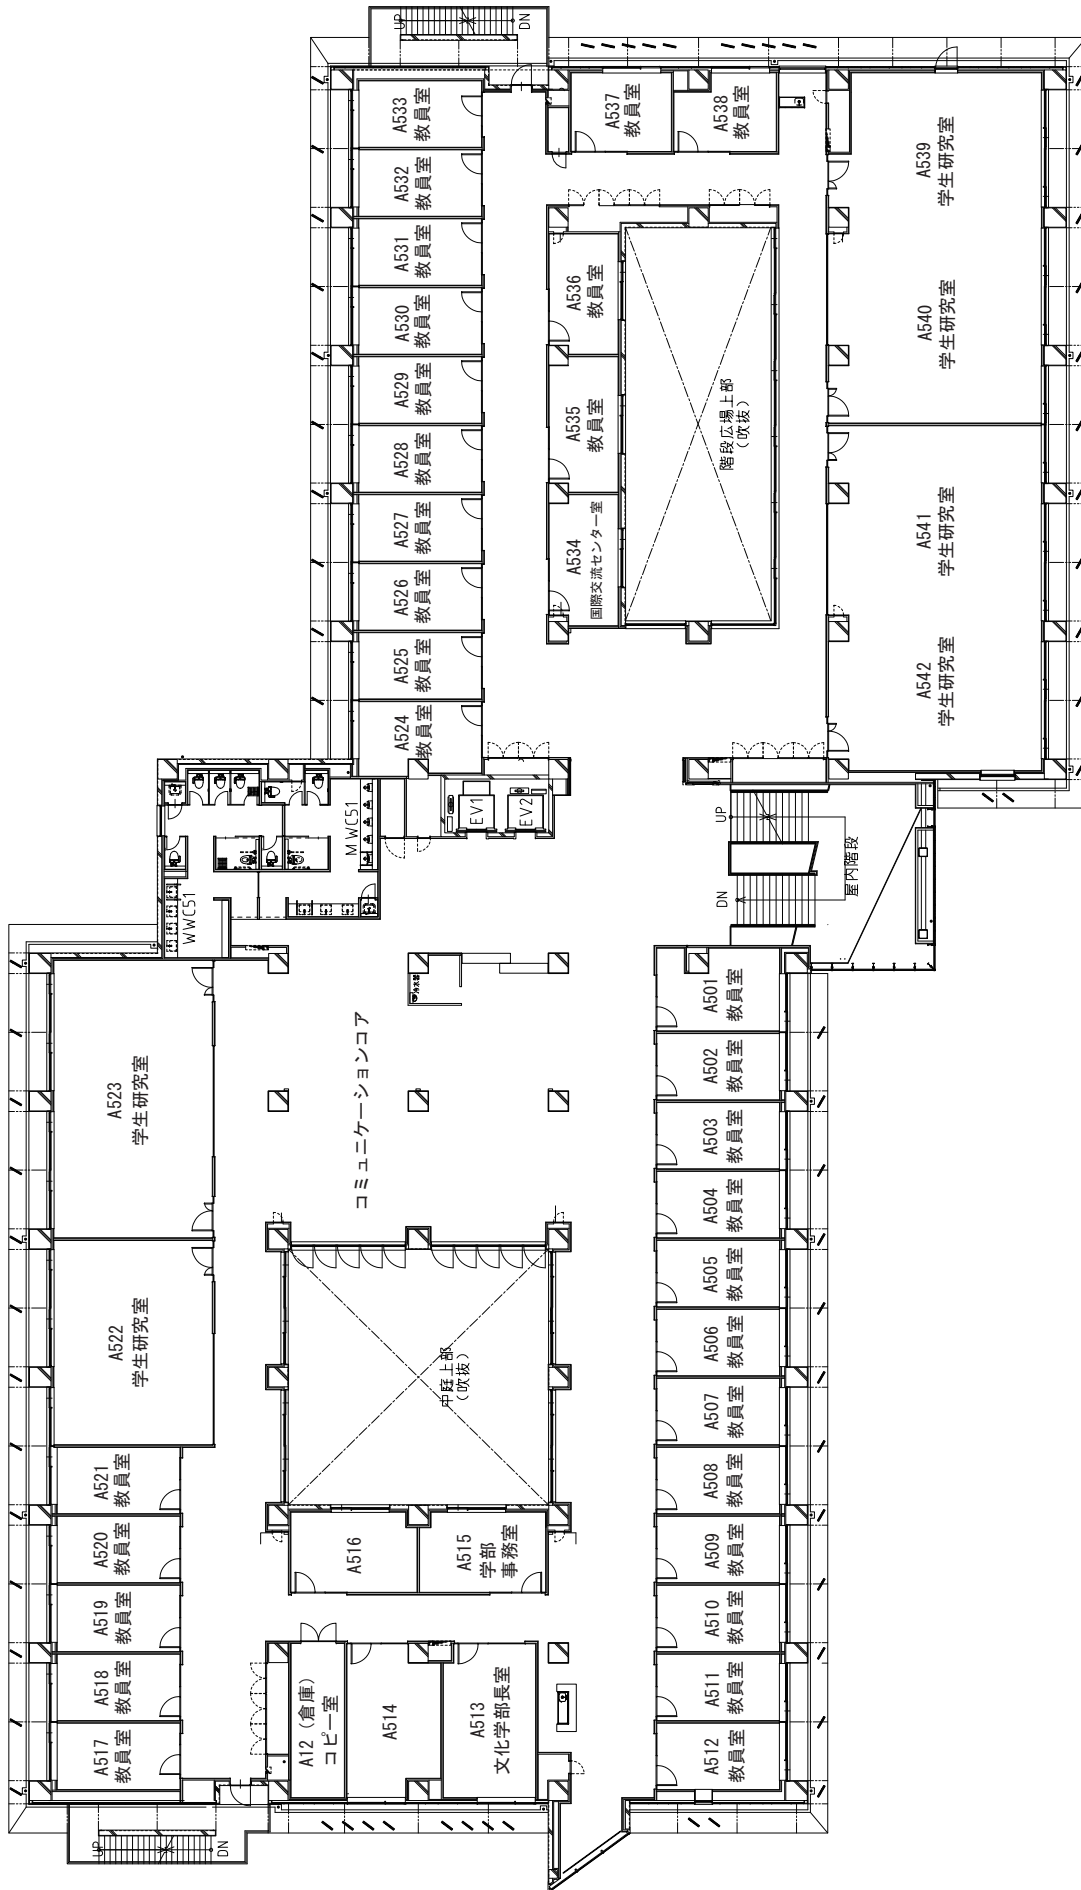 UP
DN
A533
教員室
A532
教員室
A531
教員室
A530
教員室
A529
教員室
A528
教員室
A527
教員室
A526
教員室
A525
教員室
A524
教員室
A537
教員室
A538
教員室
A536
教員室
A535
教員室
A534
国際交流センター室
階段広場上部
(吹抜)
A539
学生研究室
A540
学生研究室
A541
学生研究室
A542
学生研究室
EV1
EV2
MWC51
WWC51
UP
DN
屋内階段
冷水器
コミュニケーションコア
A523
学生研究室
A522
学生研究室
A521
教員室
A520
教員室
A519
教員室
A518
教員室
A517
教員室
中庭上部
(吹抜)
A516
A515
学部
事務室
A12(倉庫)
コピー室
A514
A513
文化学部長室
A501
教員室
A502
教員室
A503
教員室
A504
教員室
A505
教員室
A506
教員室
A507
教員室
A508
教員室
A509
教員室
A510
教員室
A511
教員室
A512
教員室
UP
DN